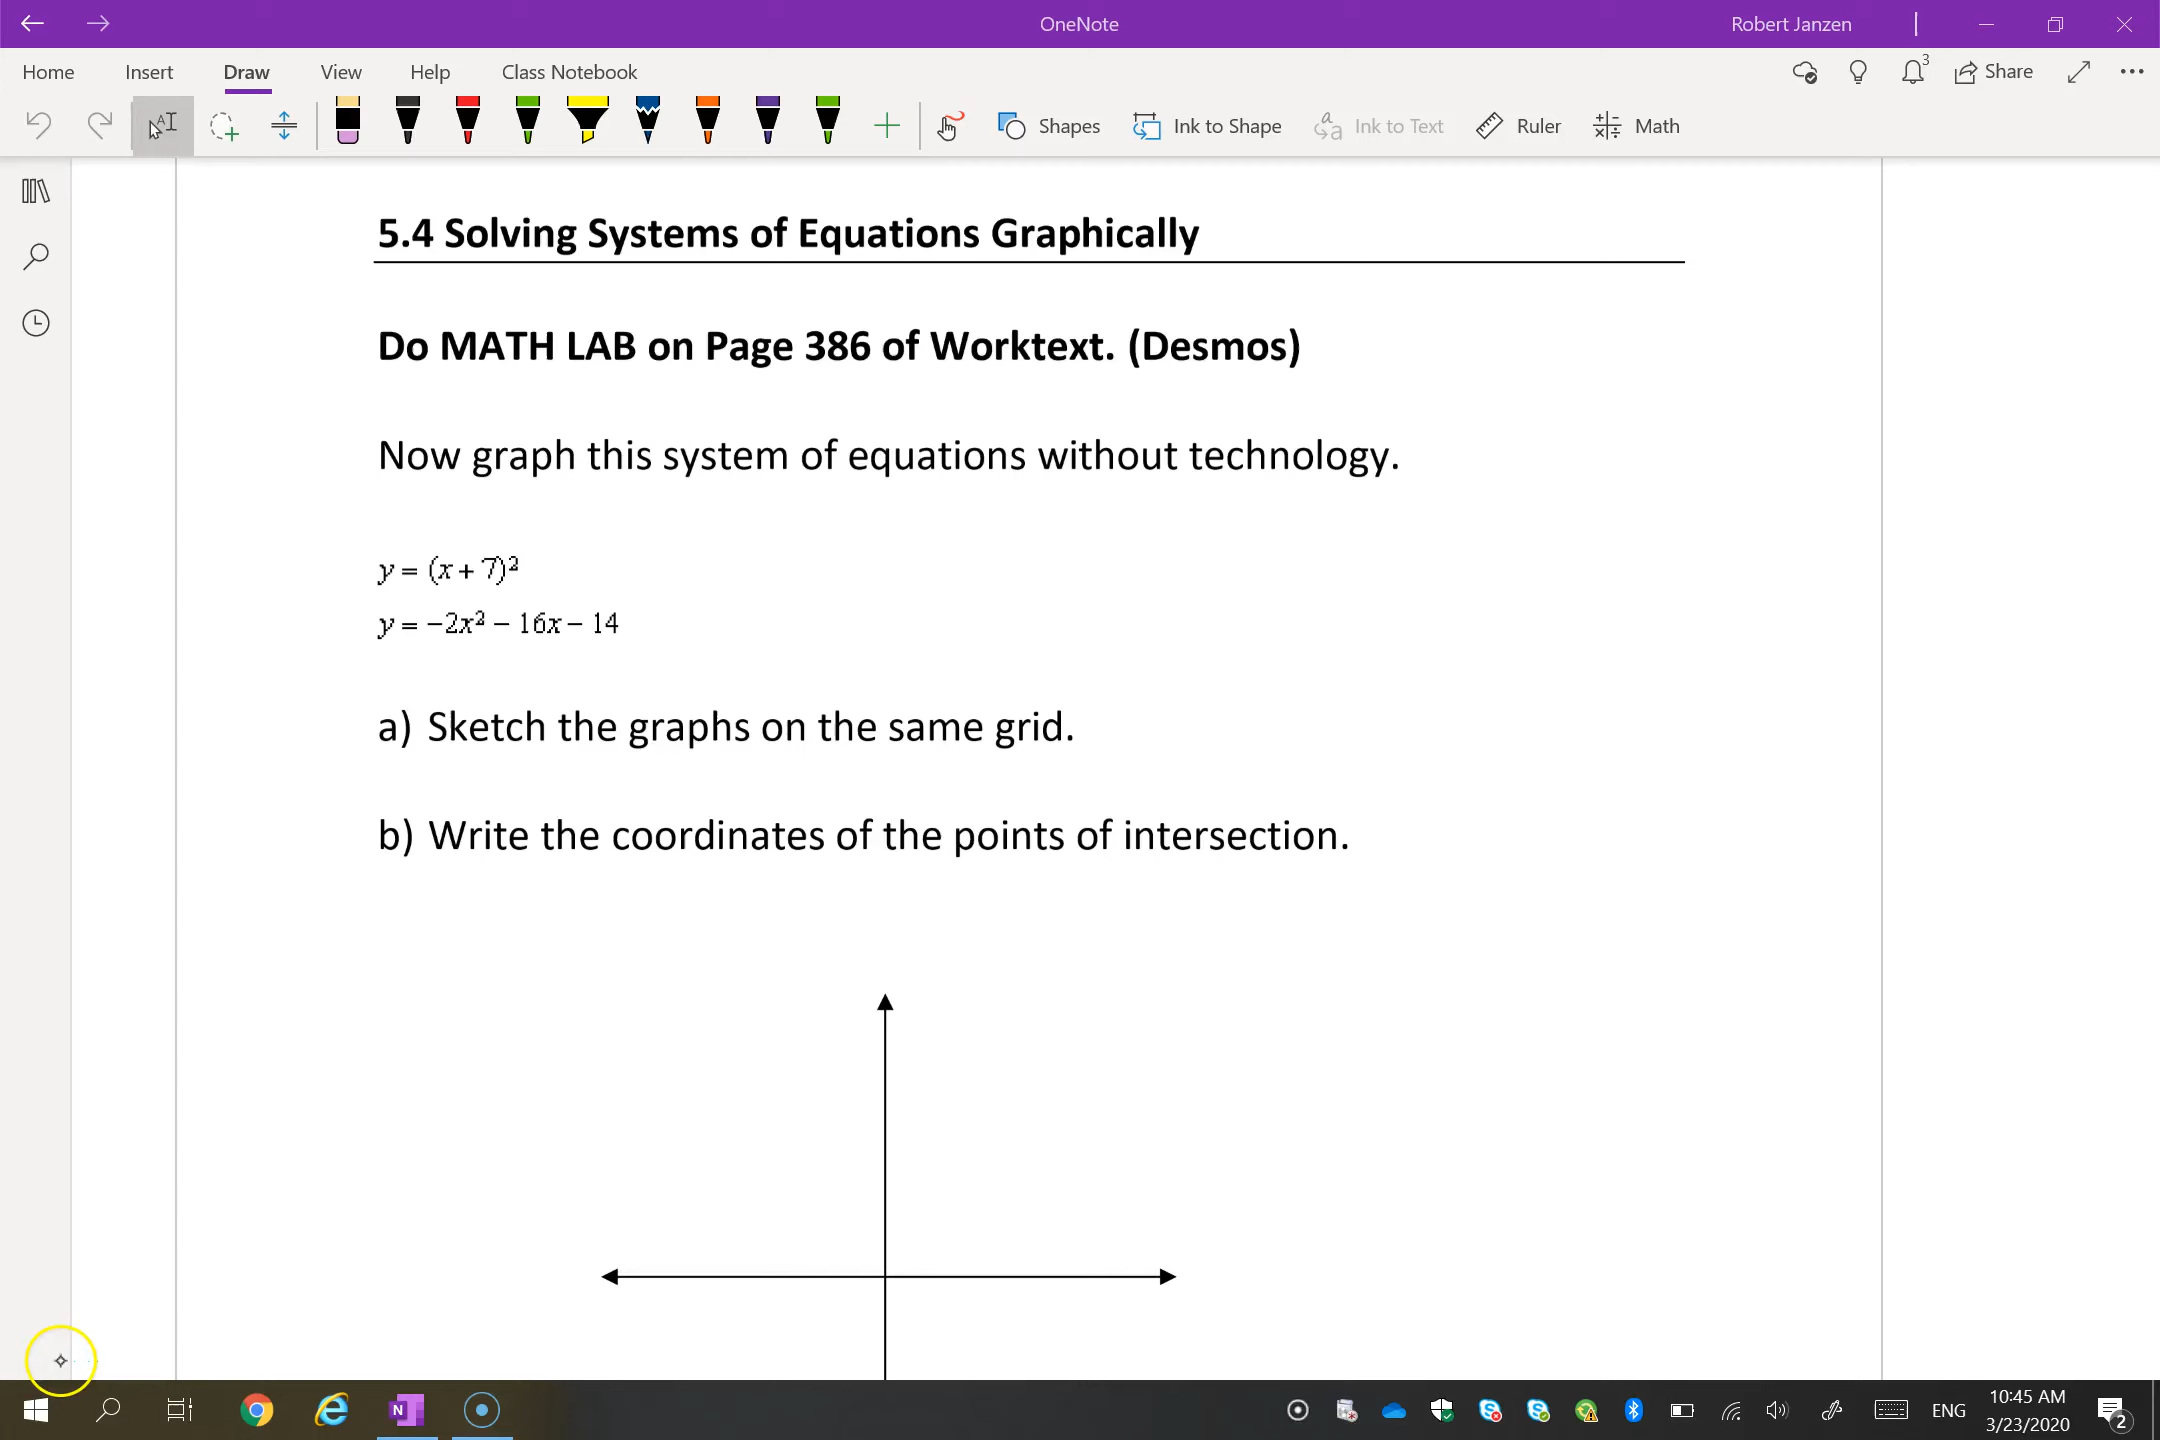 OneNote
Robert Janzen
Home Insert Draw View Help Class Notebook
3
Share
Shapes Ink to Shape Ink to Text Ruler Math
5.4 Solving Systems of Equations Graphically
Do MATH LAB on Page 386 of Worktext. (Desmos)
Now graph this system of equations without technology.
y = (x + 7)²
y = −2x² − 16x − 14
a) Sketch the graphs on the same grid.
b) Write the coordinates of the points of intersection.
ENG
10:45 AM
3/23/2020
2